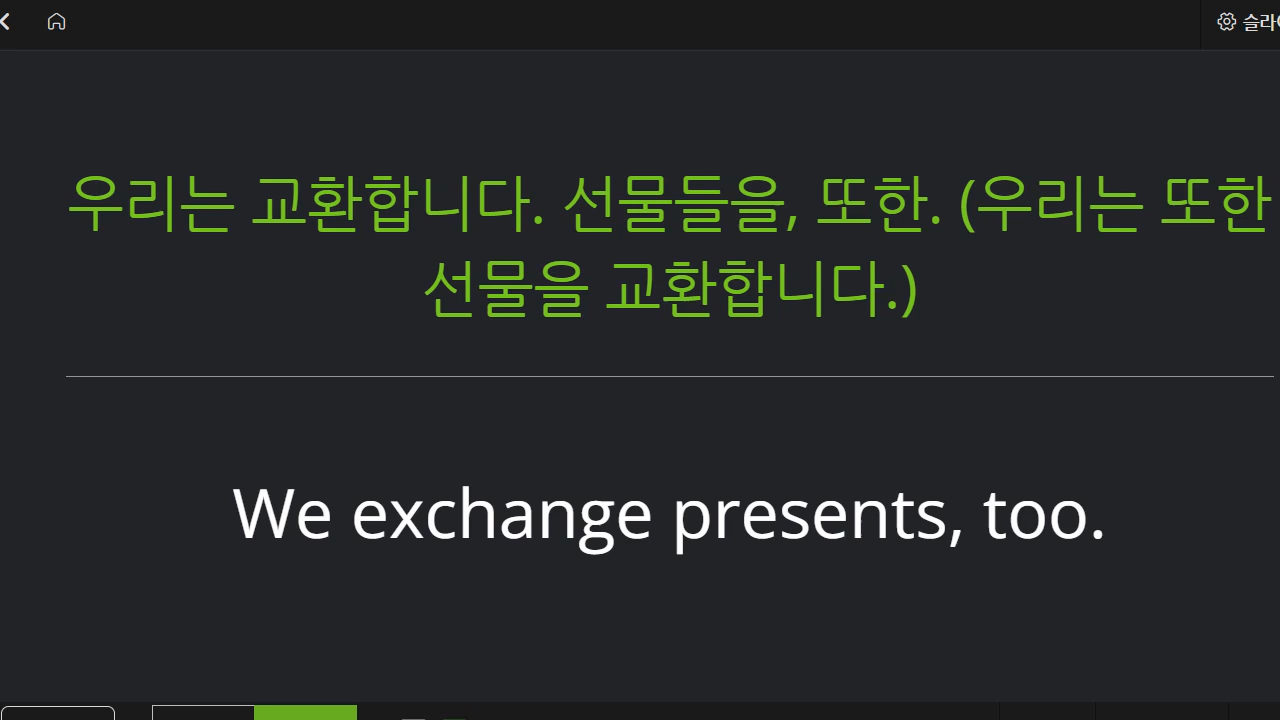 우리는 교환합니다. 선물들을, 또한. (우리는 또한
선물을 교환합니다.)
We exchange presents, too.